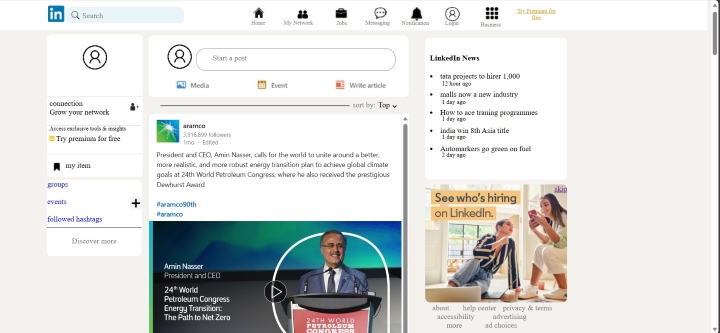 in
Search
Home
My Network
Jobs
Messaging
Notification
Login
Business
Try Premium for
free
connection
Grow your network
Access exclusive tools & insights
Try premium for free
my item
groups
events
followed hashtags
Discover more
Start a post
Media
Event
Write article
sort by: Top
aramco
3,916,899 followers
1mo · Edited
President and CEO, Amin Nasser, calls for the world to unite around a better,
more realistic, and more robust energy transition plan to achieve global climate
goals at 24th World Petroleum Congress, where he also received the prestigious
Dewhurst Award
#aramco90th
#aramco
Amin Nasser
President and CEO
24th World
Petroleum Congress
Energy Transition:
The Path to Net Zero
24TH WORLD
PETROLEUM
CONGRESS
LinkedIn News
tata projects to hirer 1,000
12 hour ago
malls now a new industry
1 day ago
How to ace traning programmes
1 day ago
india win 8th Asia title
1 day ago
Automarkers go green on fuel
2 day ago
skip
See who's hiring
on LinkedIn.
about help center privacy & terms
accessibility advertising
more ad choices